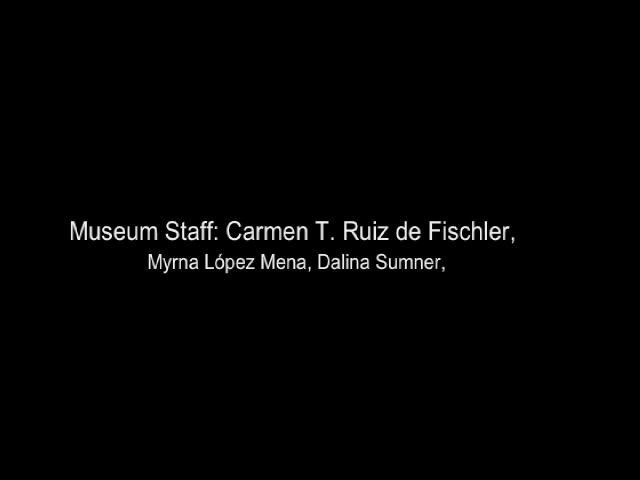 Museum Staff: Carmen T. Ruiz de Fischler,
Myrna López Mena, Dalina Sumner,